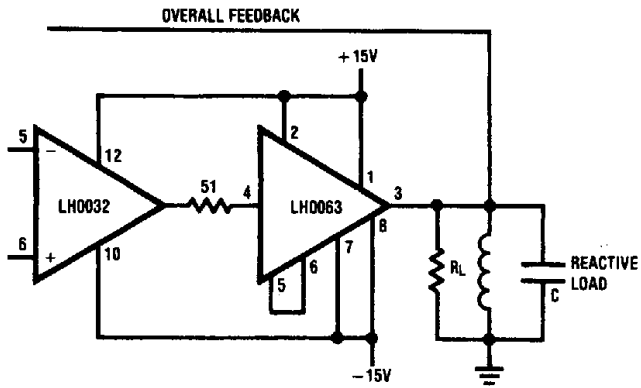 OVERALL FEEDBACK
+15V
5
−
12
2
1
LH0032
51
4
LH0063
3
6
+
10
5
6
7
8
RL
C
REACTIVE
LOAD
−15V